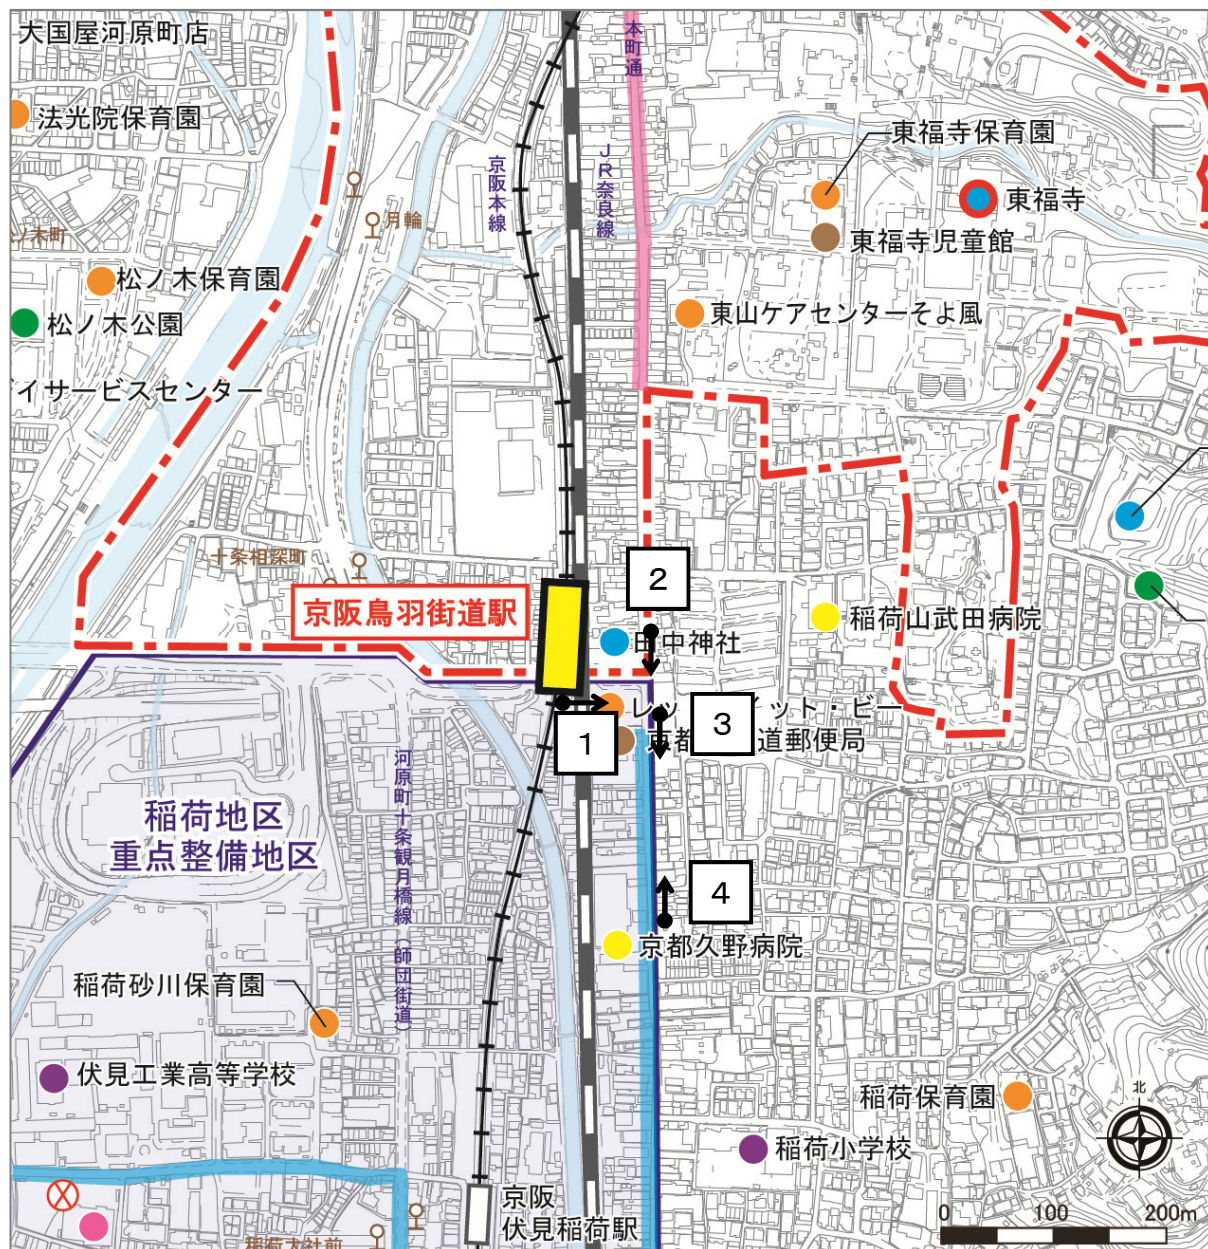 大国屋河原町店
本町通
法光院保育園
東福寺保育園
京阪本線
JR奈良線
東福寺
月輪
ノ木町
東福寺児童館
松ノ木保育園
松ノ木公園
東山ケアセンターそよ風
イサービスセンター
十条相深町
2
京阪鳥羽街道駅
稲荷山武田病院
田中神社
レッ
イット・ビー
3
1
京都
道郵便局
河原町十条観月橋線（師団街道）
稲荷地区
重点整備地区
4
京都久野病院
稲荷砂川保育園
伏見工業高等学校
稲荷保育園
北
稲荷小学校
京阪
伏見稲荷駅
0 100 200m
稲荷大社前